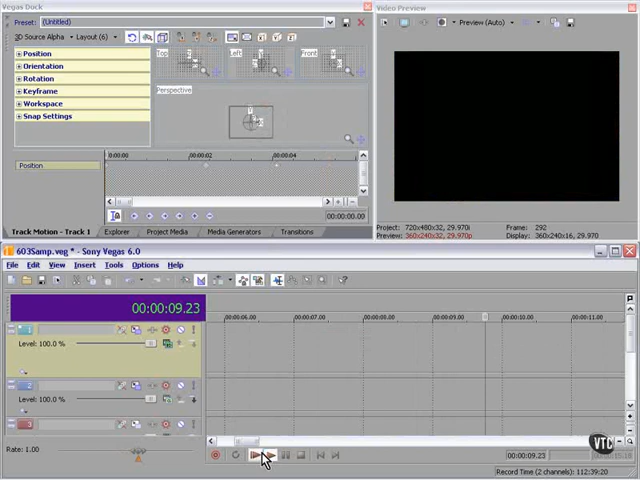 Vegas Dock
Video Preview
Preset: (Untitled)
3D Source Alpha
Layout (6)
Preview (Auto)
Position
Orientation
Rotation
Keyframe
Workspace
Snap Settings
Top
Left
Front
Perspective
Position
0:00:00
00:00:02
00:00:04
00:00:00.00
Track Motion - Track 1
Explorer
Project Media
Media Generators
Transitions
Project: 720x480x32, 29.970i
Frame: 292
Preview: 360x240x32, 29.970p
Display: 360x240x16, 29.970
603Samp.veg * - Sony Vegas 6.0
File Edit View Insert Tools Options Help
00:00:09.23
00:00:06.00
00:00:07.00
00:00:08.00
00:00:09.00
00:00:10.00
00:00:11.00
1
Level: 100.0 %
2
Level: 100.0 %
3
Rate: 1.00
00:00:09.23
VTC
Record Time (2 channels): 112:39:20